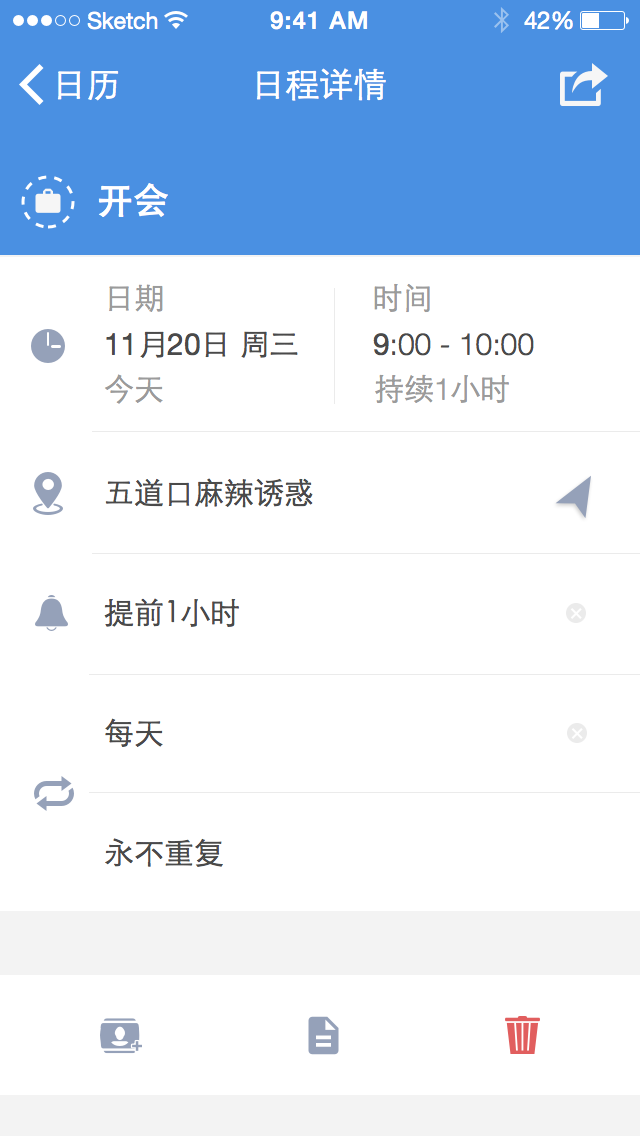 Sketch 9:41 AM 42%
日历 日程详情
开会
日期 时间
11月20日 周三 9:00 - 10:00
今天 持续1小时
五道口麻辣诱惑
提前1小时
每天
永不重复